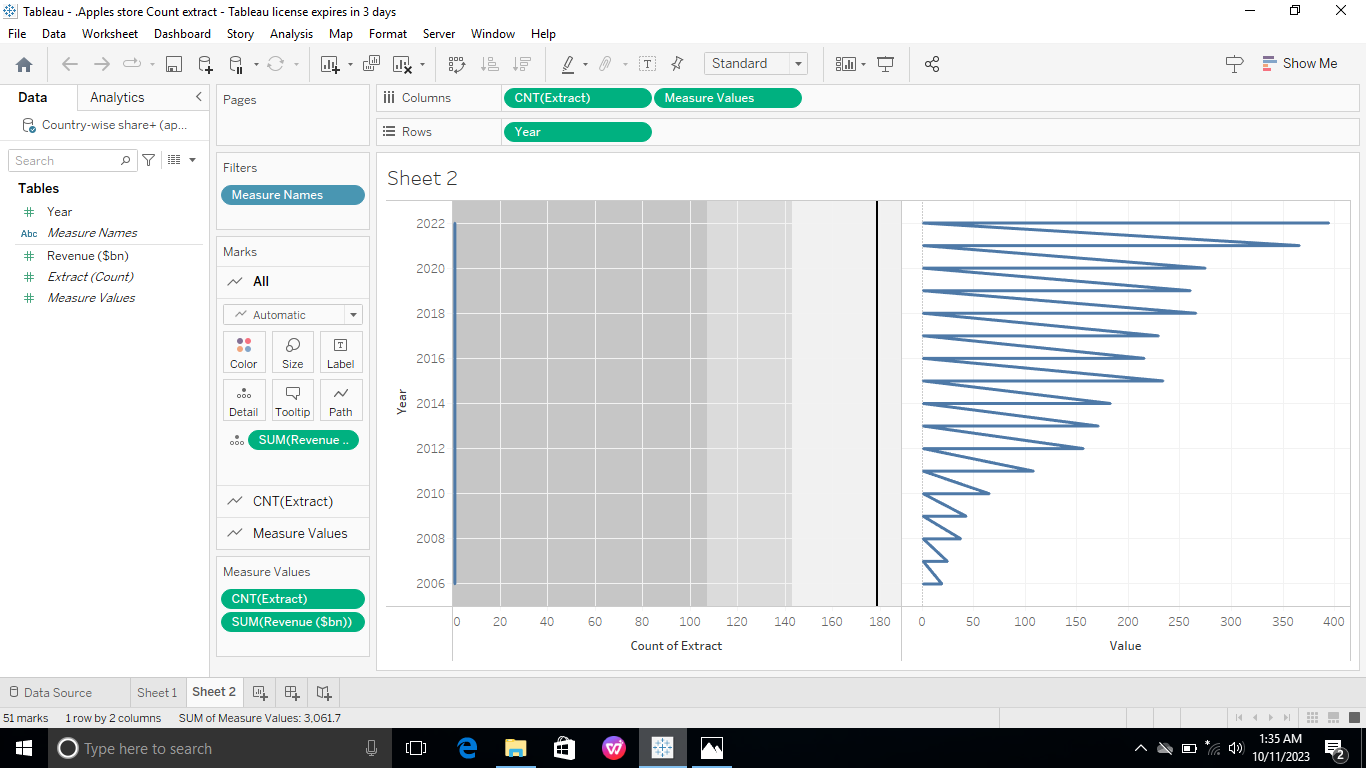 Tableau - .Apples store Count extract - Tableau license expires in 3 days
File Data Worksheet Dashboard Story Analysis Map Format Server Window Help
Standard
Show Me
Data Analytics
Country-wise share+ (ap...
Search
Tables
Year
Abc Measure Names
Revenue ($bn)
Extract (Count)
Measure Values
Pages
Filters
Measure Names
Marks
All
Automatic
Color Size Label
Detail Tooltip Path
SUM(Revenue ..
CNT(Extract)
Measure Values
Measure Values
CNT(Extract)
SUM(Revenue ($bn))
Columns CNT(Extract) Measure Values
Rows Year
Sheet 2
Year
2022
2020
2018
2016
2014
2012
2010
2008
2006
0 20 40 60 80 100 120 140 160 180
Count of Extract
0 50 100 150 200 250 300 350 400
Value
Data Source Sheet 1 Sheet 2
51 marks 1 row by 2 columns SUM of Measure Values: 3,061.7
Type here to search
1:35 AM
10/11/2023
2